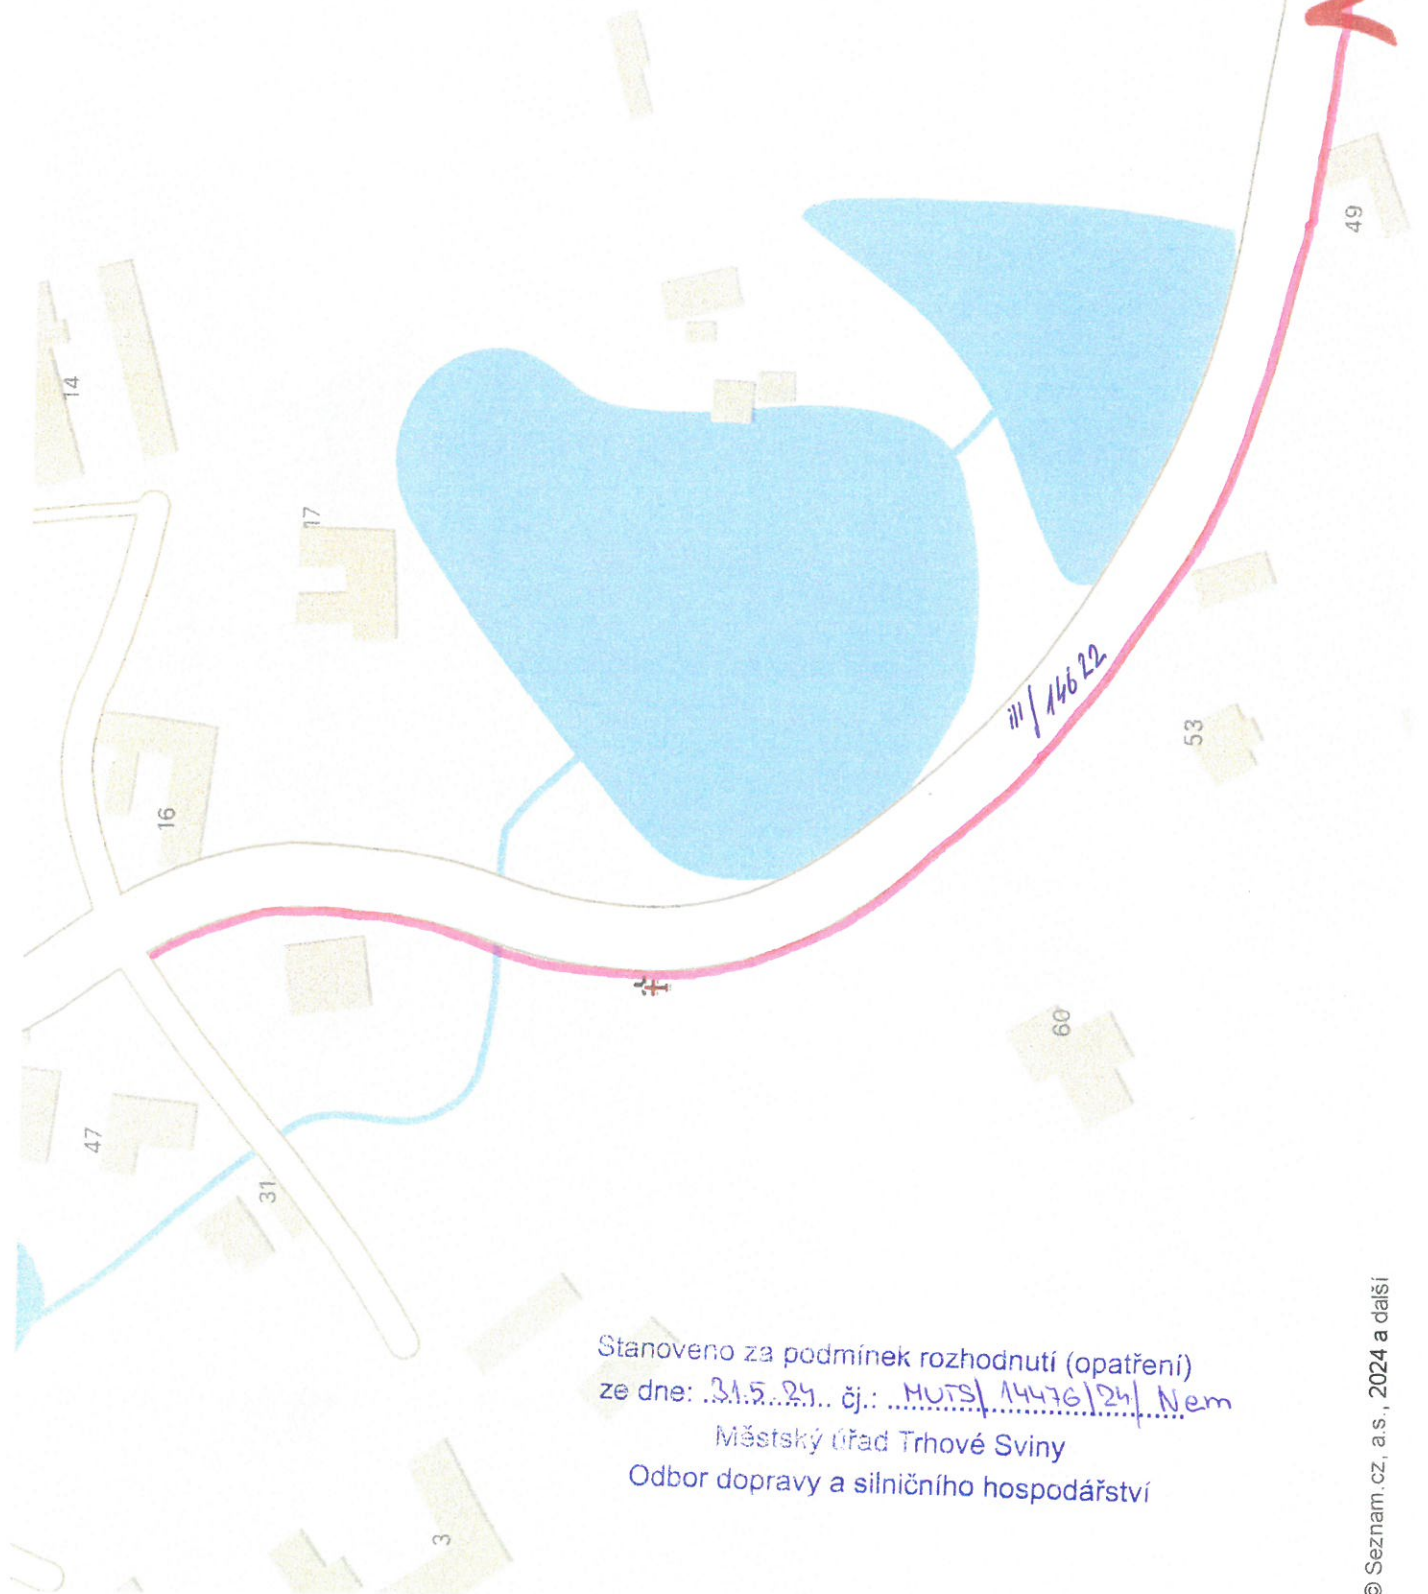 49
14
17
III/14622
53
16
60
47
31
Stanoveno za podmínek rozhodnutí (opatření)
ze dne: 31.5.24 čj.: MUTS/14476/24/Nem
Městský úřad Trhové Sviny
Odbor dopravy a silničního hospodářství
3
© Seznam.cz, a.s., 2024 a další